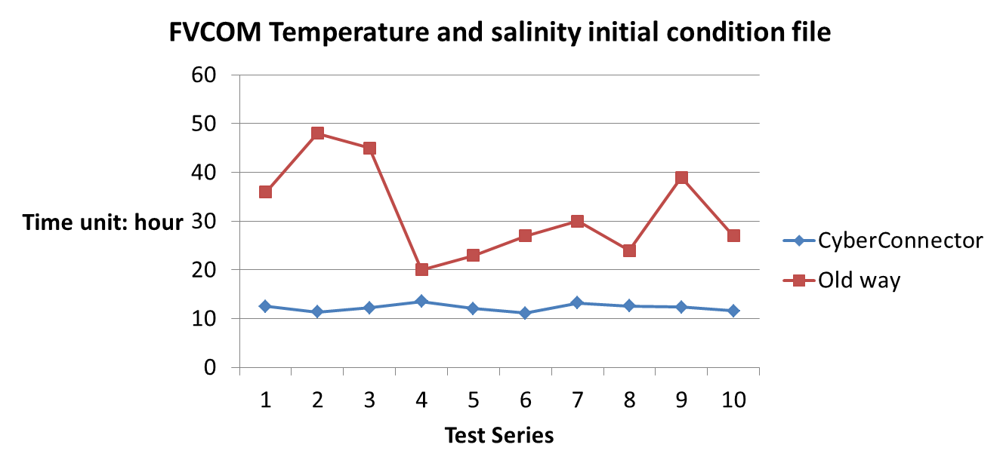 FVCOM Temperature and salinity initial condition file
60
50
40
Time unit: hour 30
20
10
0
1 2 3 4 5 6 7 8 9 10
Test Series
CyberConnector
Old way